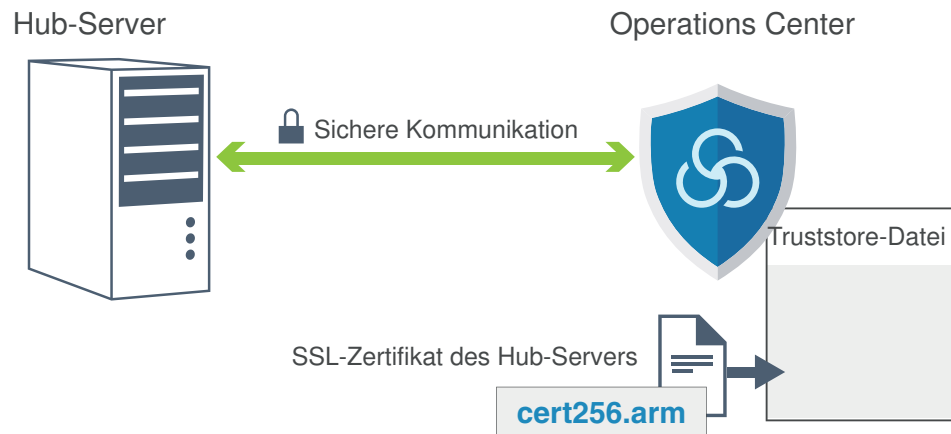 Hub-Server
Operations Center
Sichere Kommunikation
Truststore-Datei
SSL-Zertifikat des Hub-Servers
cert256.arm